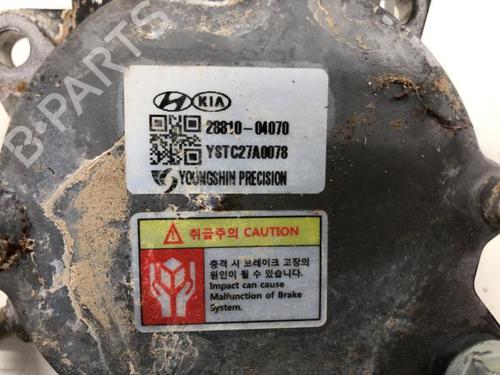 KIA
28810-04070
YSTC27A0078
YOUNGSHIN PRECISION
취급주의 CAUTION
충격 시 브레이크 고장의
원인이 될 수 있습니다.
Impact can cause
Malfunction of Brake
System.
B-PARTS